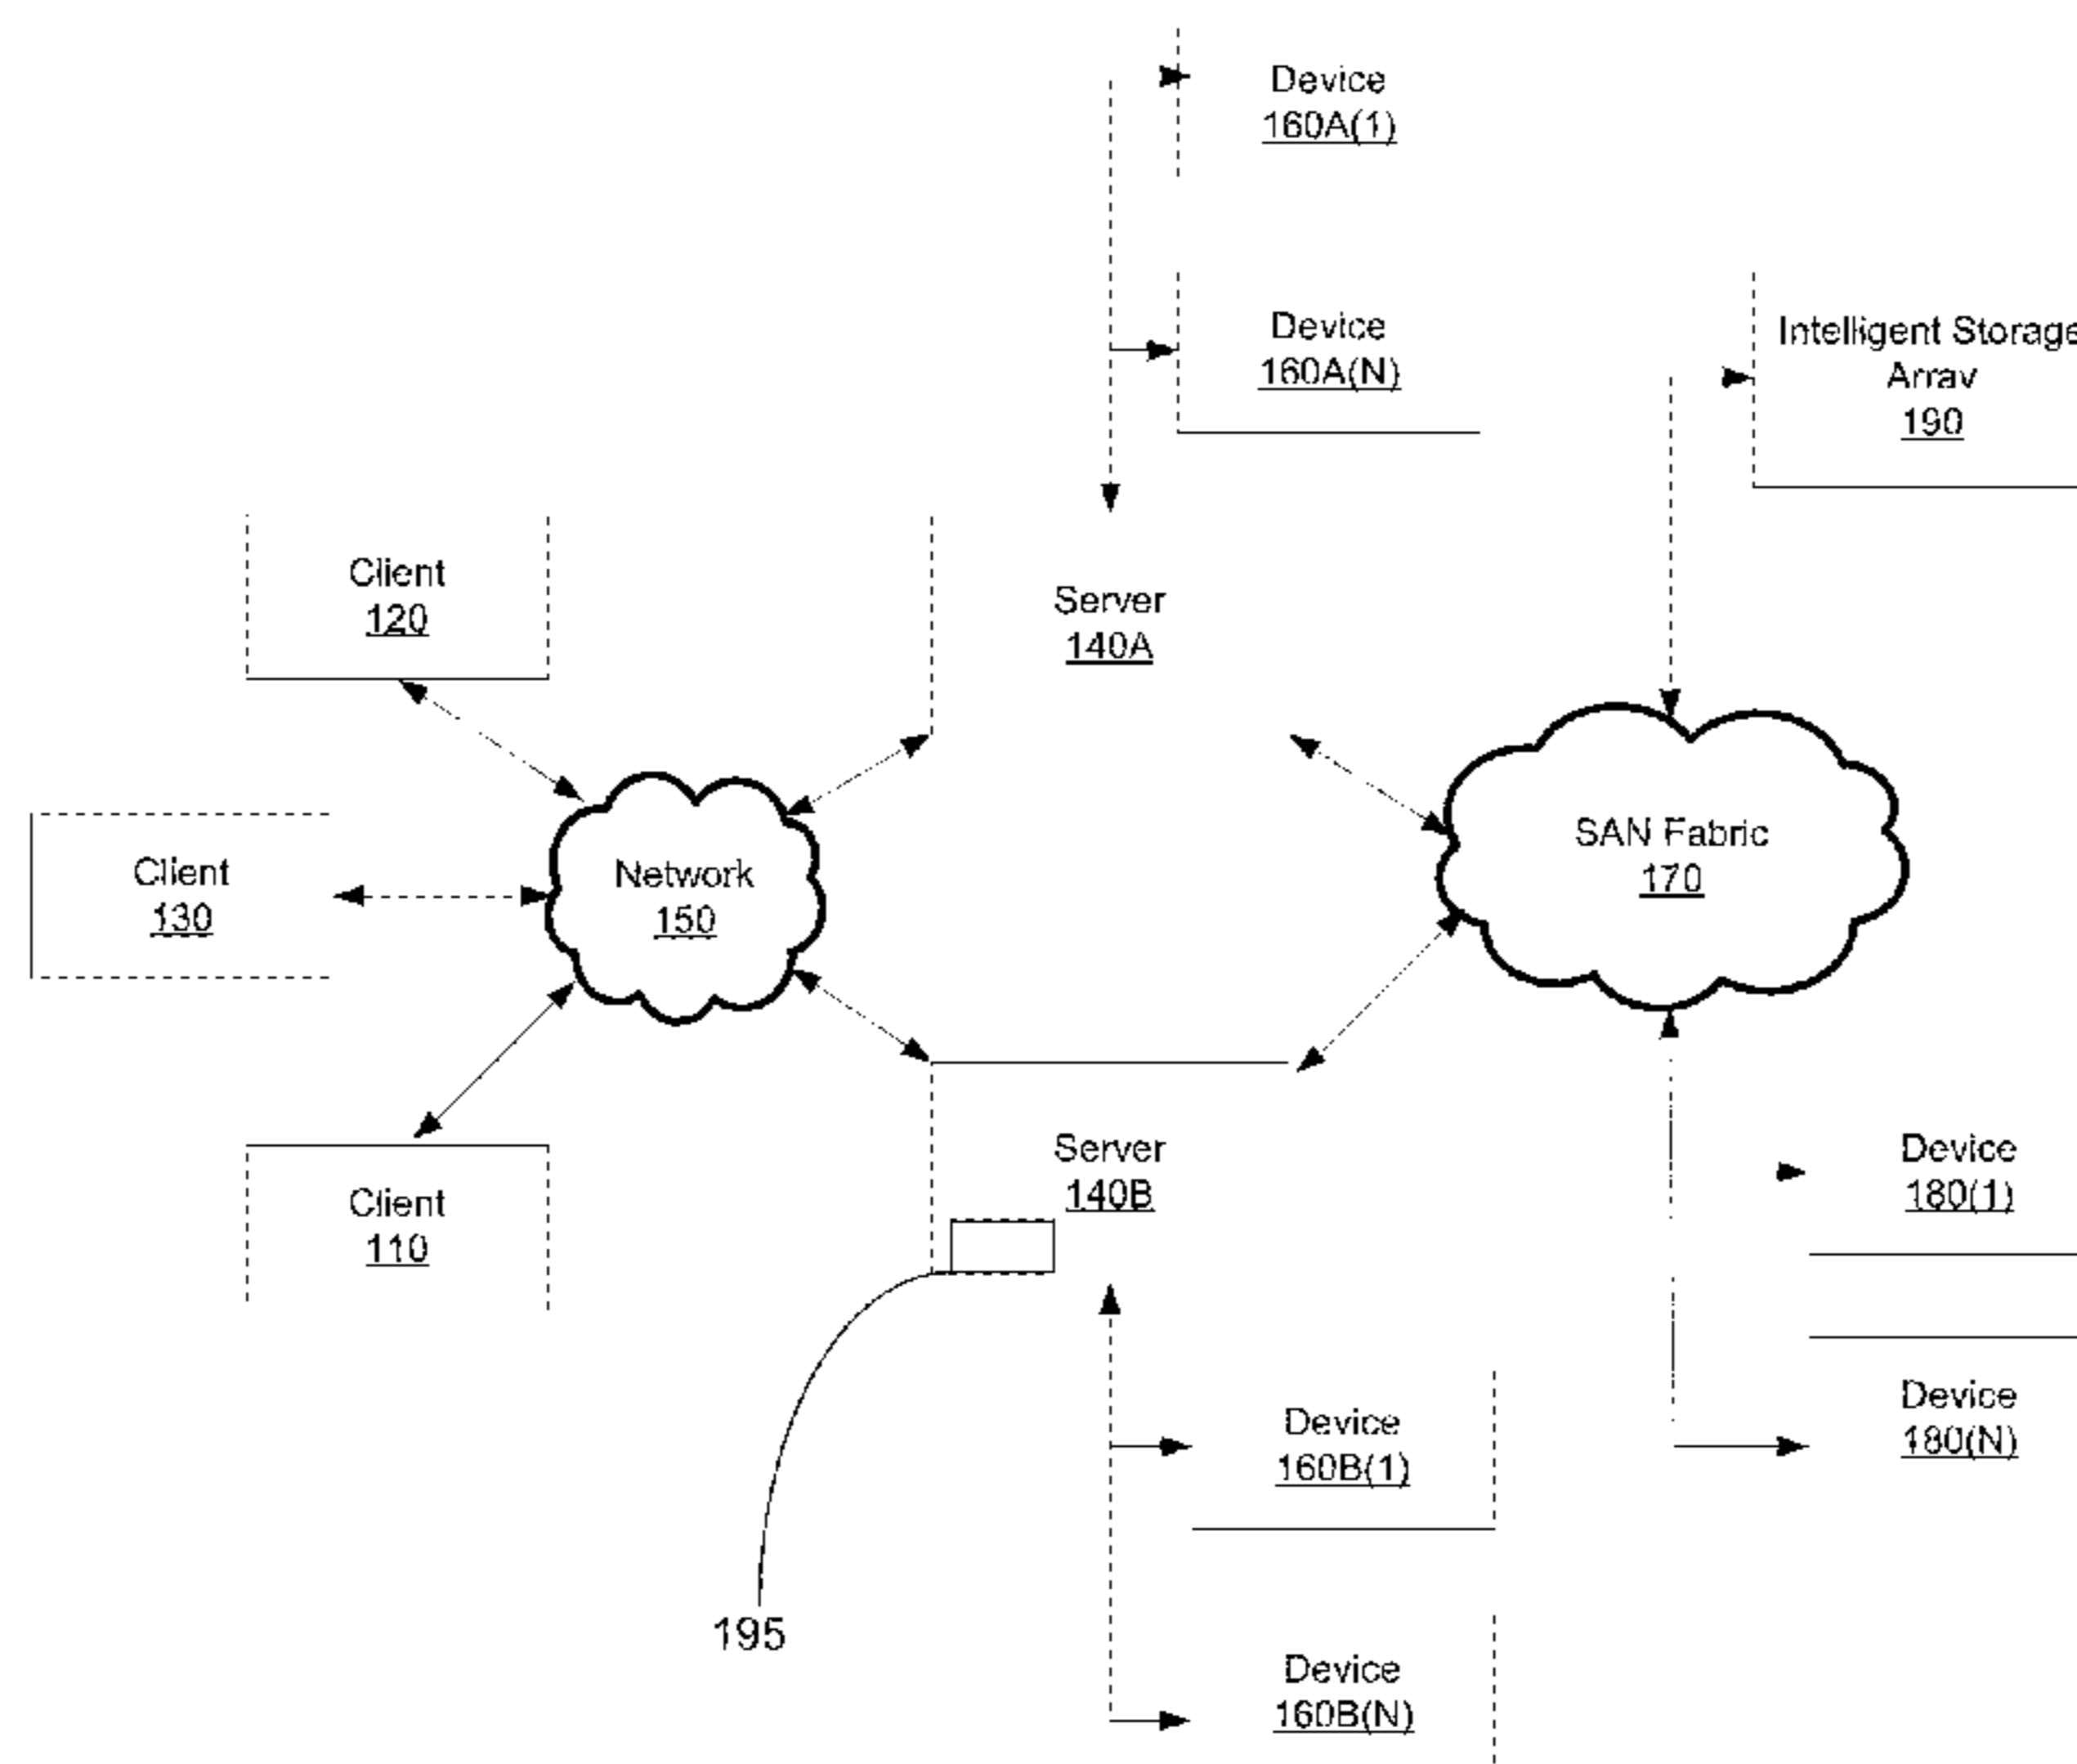 Device
160A(1)
Device
160A(N)
Intelligent Storage
Array
190
Client
120
Server
140A
SAN Fabric
170
Client
130
Network
150
Server
140B
Device
180(1)
Client
110
Device
180(N)
Device
160B(1)
195
Device
160B(N)